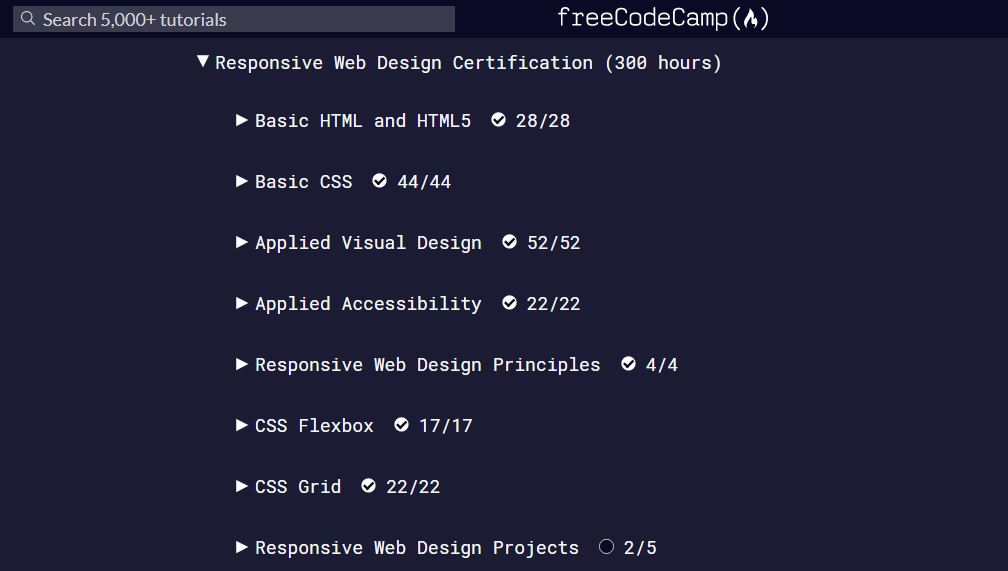 Search 5,000+ tutorials
freeCodeCamp(🔥)
Responsive Web Design Certification (300 hours)
Basic HTML and HTML5 28/28
Basic CSS 44/44
Applied Visual Design 52/52
Applied Accessibility 22/22
Responsive Web Design Principles 4/4
CSS Flexbox 17/17
CSS Grid 22/22
Responsive Web Design Projects 2/5